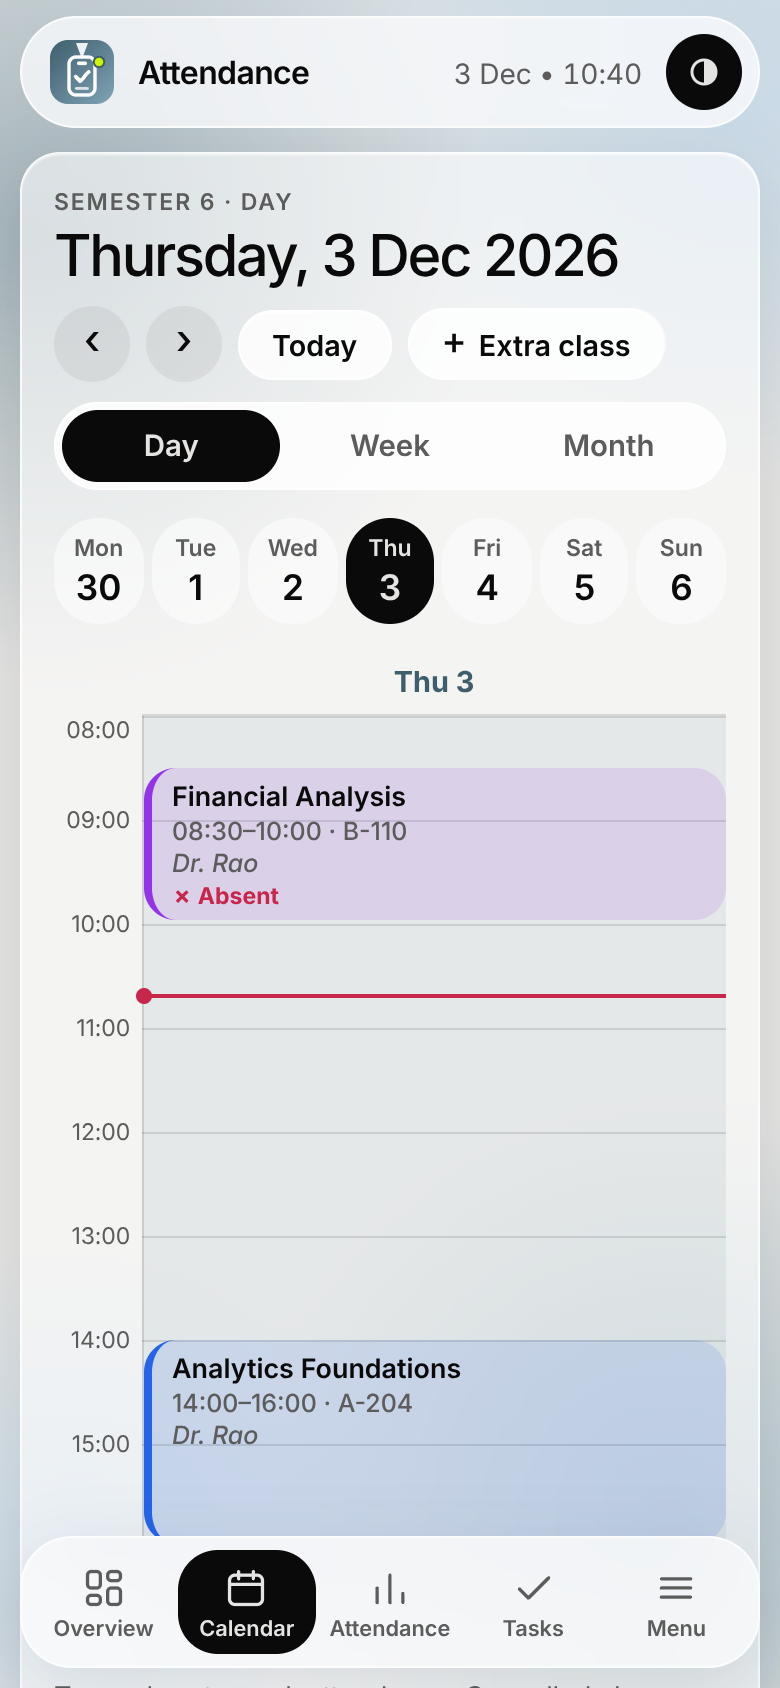 Attendance
3 Dec • 10:40
SEMESTER 6 · DAY
Thursday, 3 Dec 2026
‹ › Today + Extra class
Day Week Month
Mon Tue Wed Thu Fri Sat Sun
30 1 2 3 4 5 6
Thu 3
08:00
Financial Analysis
09:00
08:30–10:00 · B-110
Dr. Rao
× Absent
10:00
11:00
12:00
13:00
14:00
Analytics Foundations
14:00–16:00 · A-204
Dr. Rao
15:00
Overview Calendar Attendance Tasks Menu